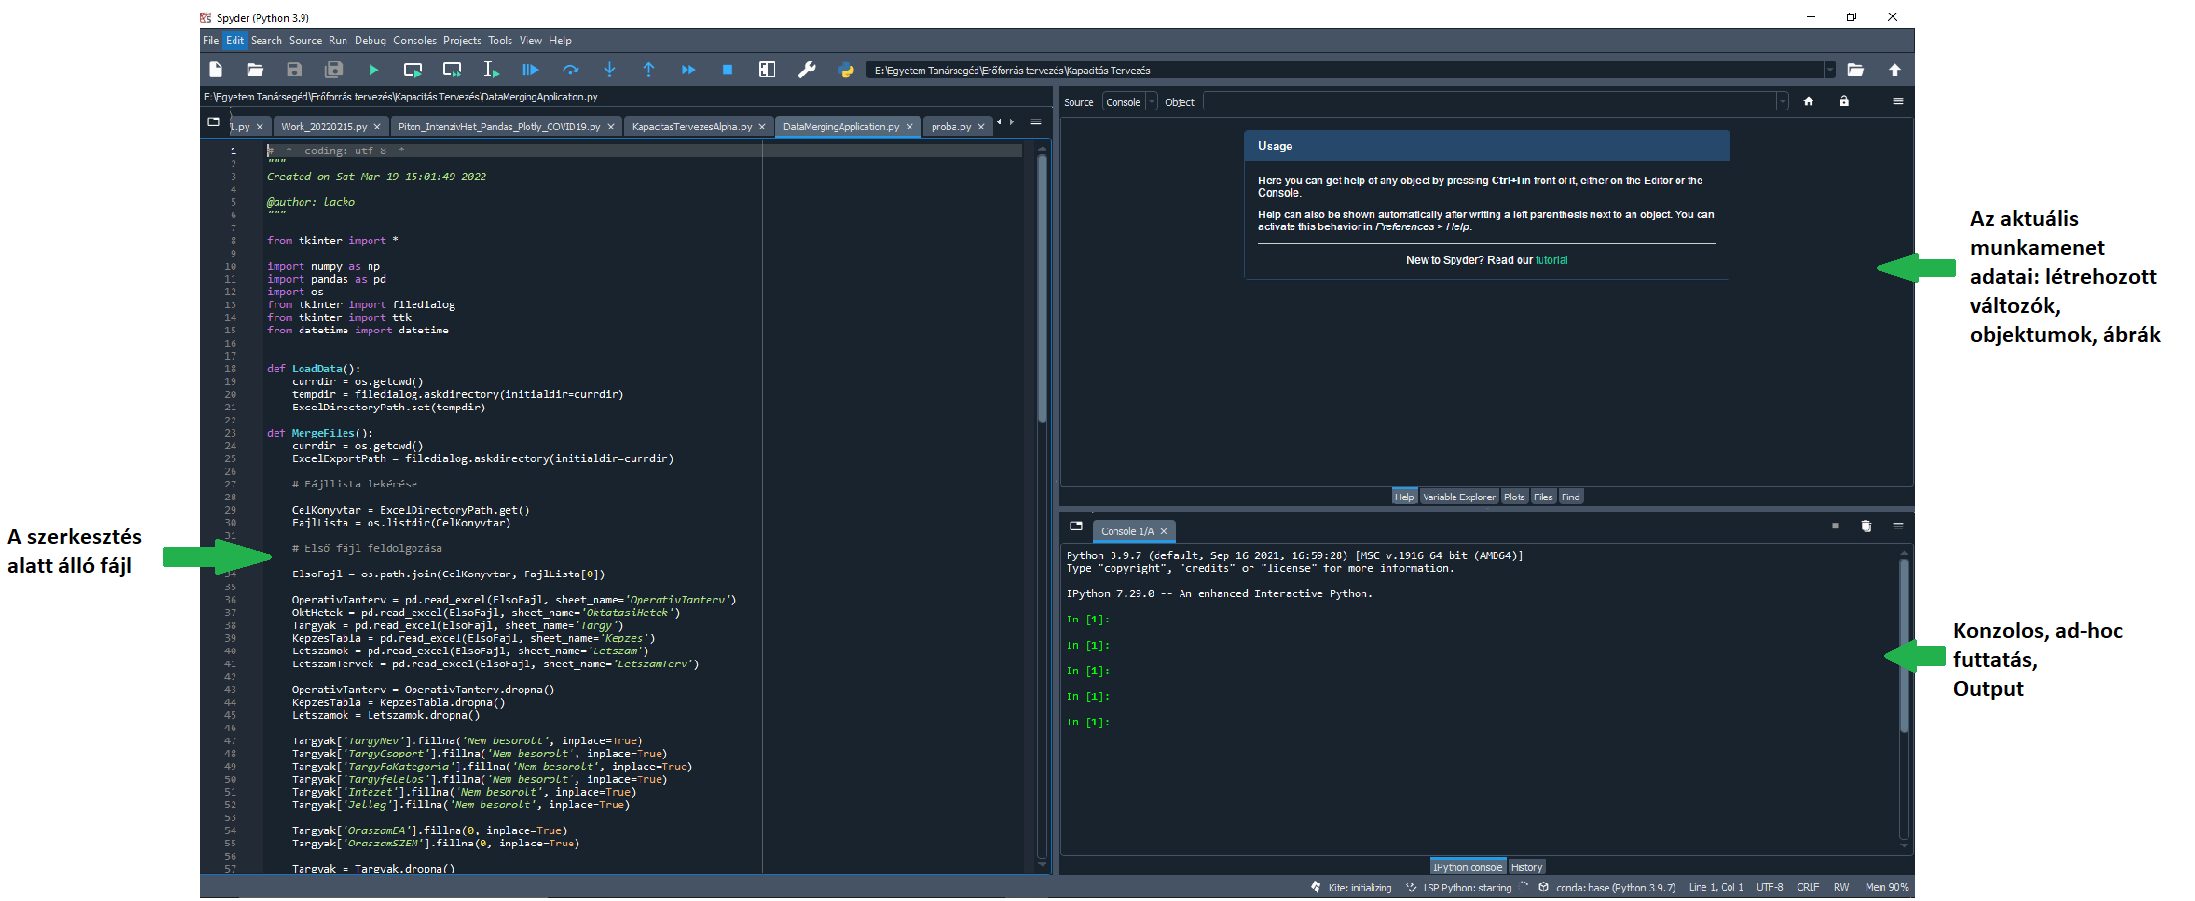 Spyder (Python 3.9)
File Edit Search Source Run Debug Consoles Projects Tools View Help
E:\Egyetem Tanársegéd\Erőforrás tervezés\Kapacitás Tervezés
E:\Egyetem Tanársegéd\Erőforrás tervezés\Kapacitás Tervezés\DataMergingApplication.py
1.py Work_20220215.py Piton_IntenzivHet_Pandas_Plotly_COVID19.py KapacitasTervezesAlpha.py DataMergingApplication.py proba.py
1 # -*- coding: utf-8 -*-
2 """
3 Created on Sat Mar 19 15:01:49 2022
4
5 @author: lacko
6 """
7
8 from tkinter import *
9
10 import numpy as np
11 import pandas as pd
12 import os
13 from tkinter import filedialog
14 from tkinter import ttk
15 from datetime import datetime
16
17
18 def LoadData():
19 currdir = os.getcwd()
20 tempdir = filedialog.askdirectory(initialdir=currdir)
21 ExcelDirectoryPath.set(tempdir)
22
23 def MergeFiles():
24 currdir = os.getcwd()
25 ExcelExportPath = filedialog.askdirectory(initialdir=currdir)
26
27 # Fájllista lekérése
28
29 CelKonyvtar = ExcelDirectoryPath.get()
30 FajlLista = os.listdir(CelKonyvtar)
31
# Első fájl feldolgozása
34 ElsoFajl = os.path.join(CelKonyvtar, FajlLista[0])
35
36 OperativTanterv = pd.read_excel(ElsoFajl, sheet_name='OperativTanterv')
37 OktHetek = pd.read_excel(ElsoFajl, sheet_name='OktatasiHetek')
38 Targyak = pd.read_excel(ElsoFajl, sheet_name='Targy')
39 KepzesTabla = pd.read_excel(ElsoFajl, sheet_name='Kepzes')
40 Letszamok = pd.read_excel(ElsoFajl, sheet_name='Letszam')
41 LetszamTervek = pd.read_excel(ElsoFajl, sheet_name='LetszamTerv')
42
43 OperativTanterv = OperativTanterv.dropna()
44 KepzesTabla = KepzesTabla.dropna()
45 Letszamok = Letszamok.dropna()
46
47 Targyak['TargyNev'].fillna('Nem besorolt', inplace=True)
48 Targyak['TargyCsoport'].fillna('Nem besorolt', inplace=True)
49 Targyak['TargyFoKategoria'].fillna('Nem besorolt', inplace=True)
50 Targyak['Targyfelelos'].fillna('Nem besorolt', inplace=True)
51 Targyak['Intezet'].fillna('Nem besorolt', inplace=True)
52 Targyak['Jelleg'].fillna('Nem besorolt', inplace=True)
53
54 Targyak['OraszamEA'].fillna(0, inplace=True)
55 Targyak['OraszamSZEM'].fillna(0, inplace=True)
56
57 Targyak = Targyak.dropna()
Source Console Object
Usage
Here you can get help of any object by pressing Ctrl+I in front of it, either on the Editor or the
Console.
Help can also be shown automatically after writing a left parenthesis next to an object. You can
activate this behavior in Preferences > Help.
New to Spyder? Read our tutorial
Help Variable Explorer Plots Files Find
Console 1/A
Python 3.9.7 (default, Sep 16 2021, 16:59:28) [MSC v.1916 64 bit (AMD64)]
Type "copyright", "credits" or "license" for more information.
IPython 7.29.0 -- An enhanced Interactive Python.
In [1]:
In [1]:
In [1]:
In [1]:
In [1]:
IPython console History
Kite: initializing LSP Python: starting conda: base (Python 3.9.7) Line 1, Col 1 UTF-8 CRLF RW Mem 90%
A szerkesztés
alatt álló fájl
Az aktuális
munkamenet
adatai: létrehozott
változók,
objektumok, ábrák
Konzolos, ad-hoc
futtatás,
Output